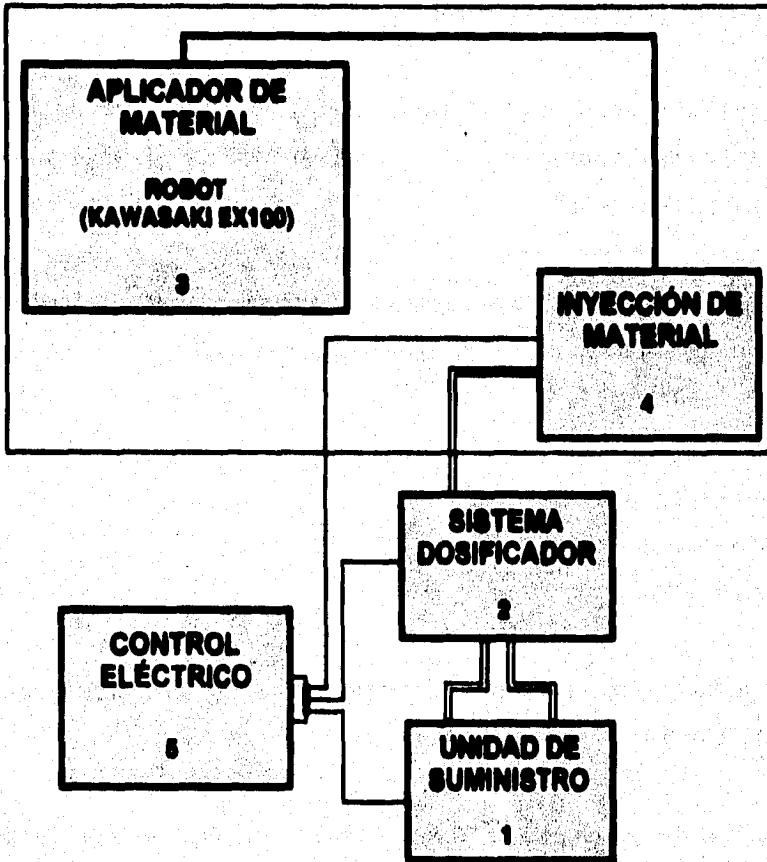 APLICADOR DE
MATERIAL
ROBOT
(KAWASAKI EX100)
3
INYECCIÓN DE
MATERIAL
4
SISTEMA
DOSIFICADOR
2
CONTROL
ELÉCTRICO
5
UNIDAD DE
SUMINISTRO
1